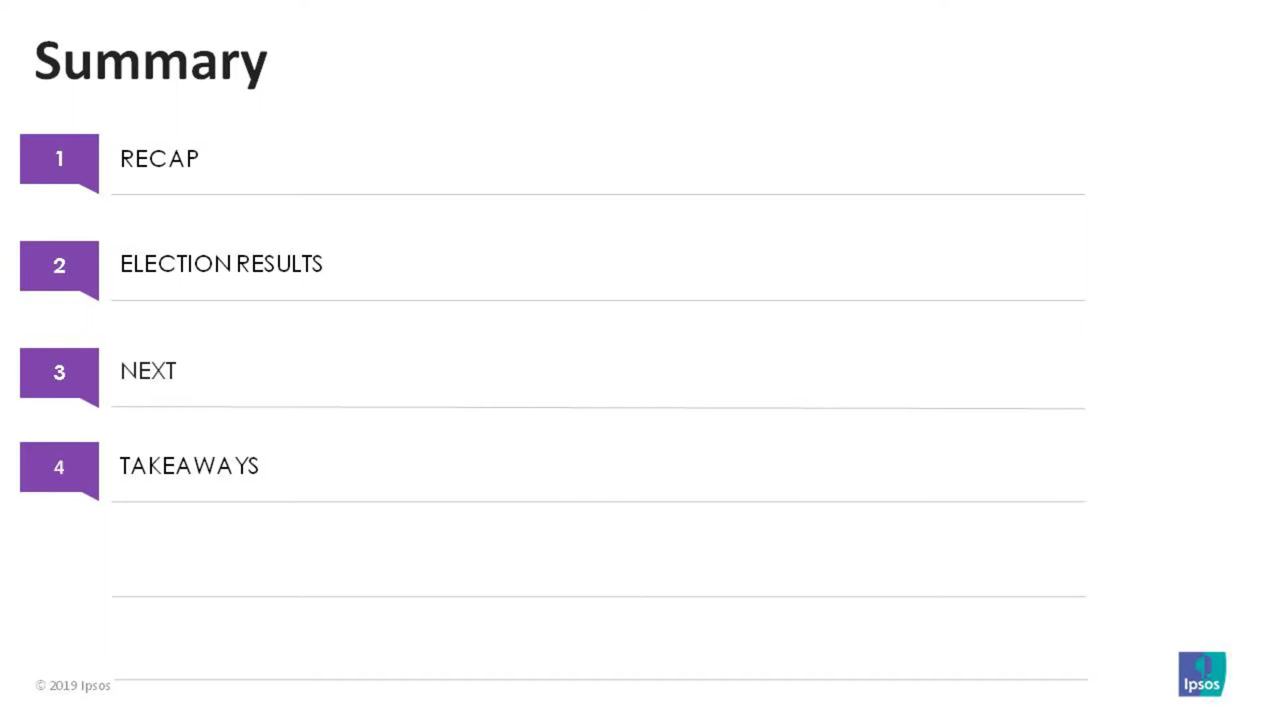 Summary
1 RECAP
2 ELECTION RESULTS
3 NEXT
4 TAKEAWAYS
© 2019 Ipsos
Ipsos